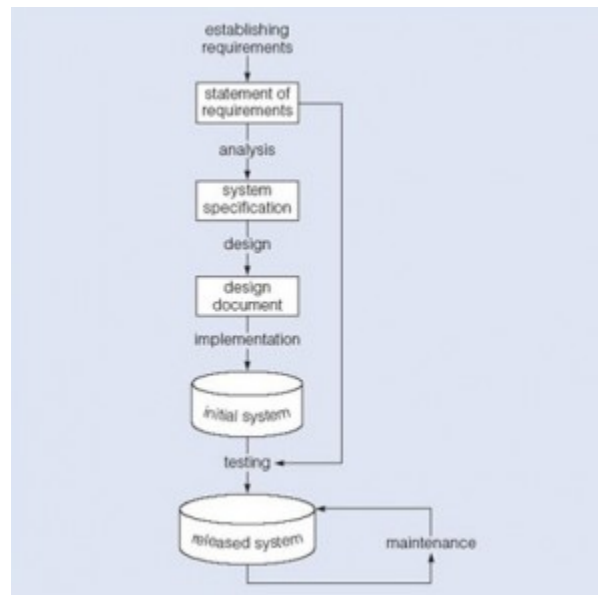 establishing
requirements
statement of
requirements
analysis
system
specification
design
design
document
implementation
initial system
testing
released system
maintenance